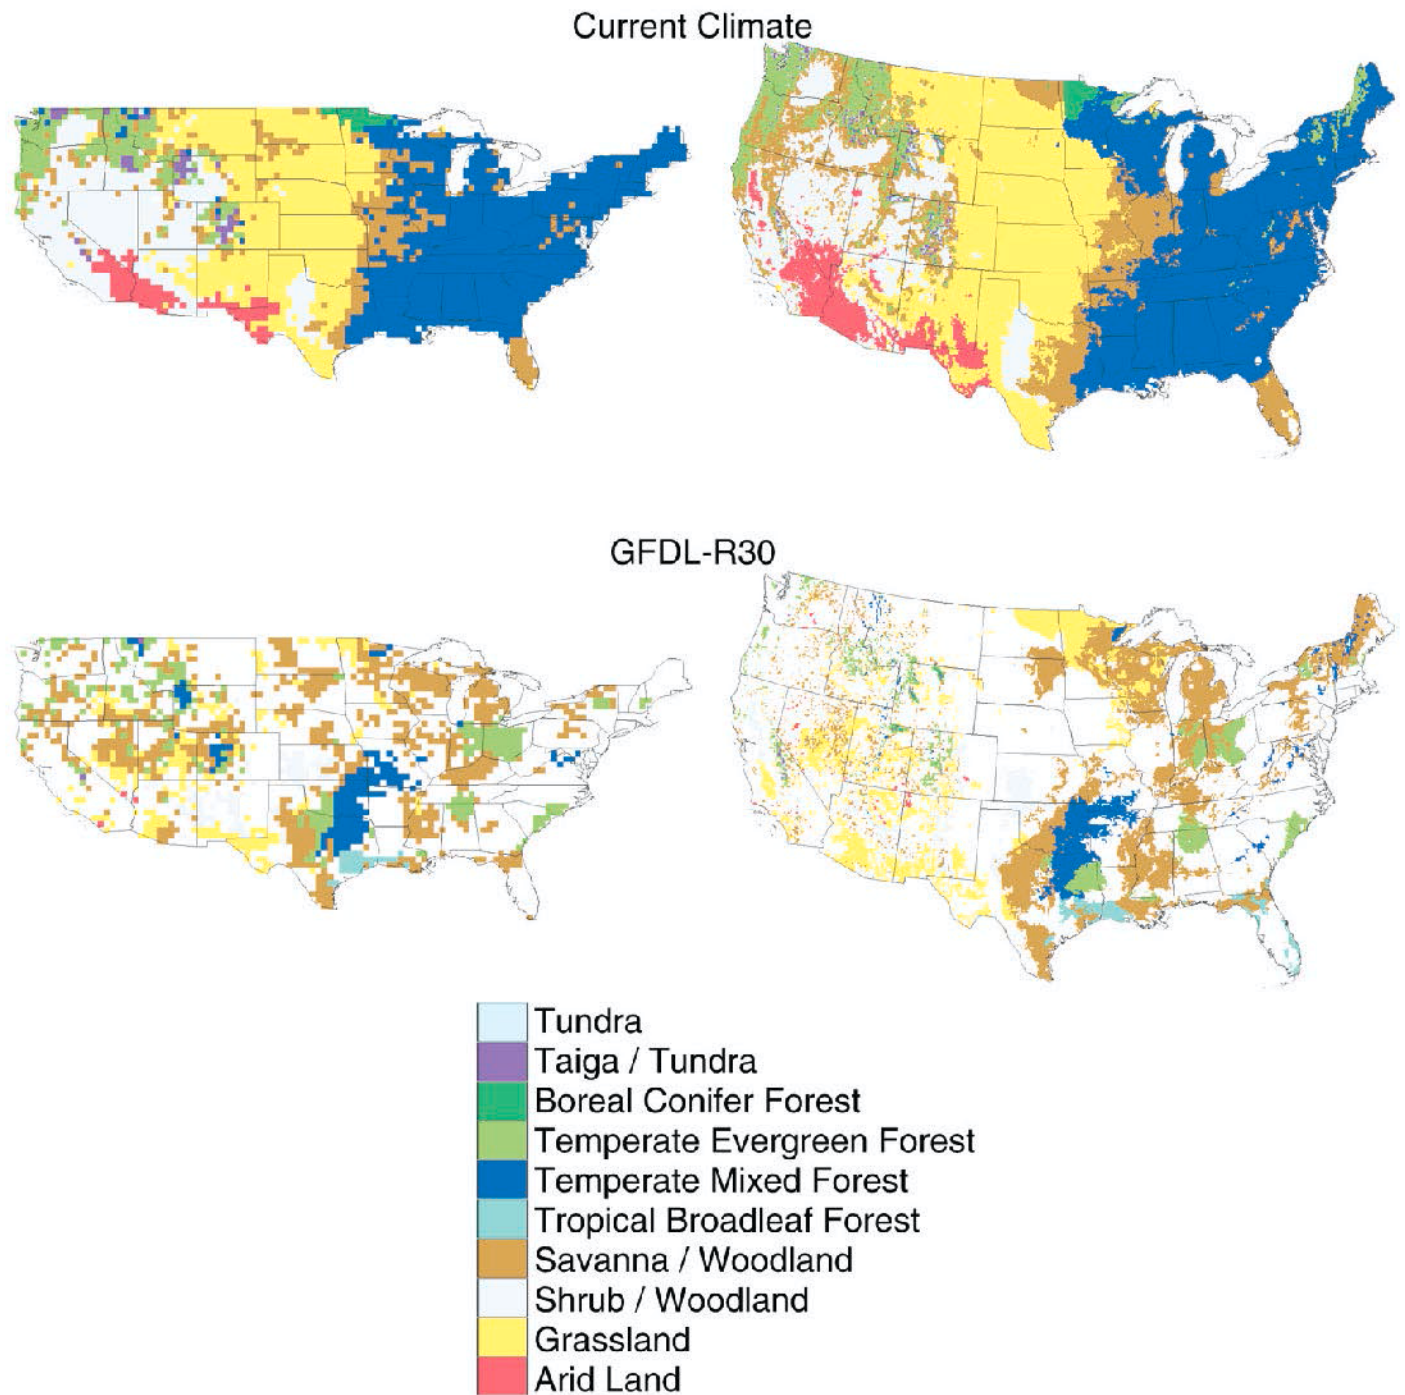 Current Climate
GFDL-R30
Tundra
Taiga / Tundra
Boreal Conifer Forest
Temperate Evergreen Forest
Temperate Mixed Forest
Tropical Broadleaf Forest
Savanna / Woodland
Shrub / Woodland
Grassland
Arid Land